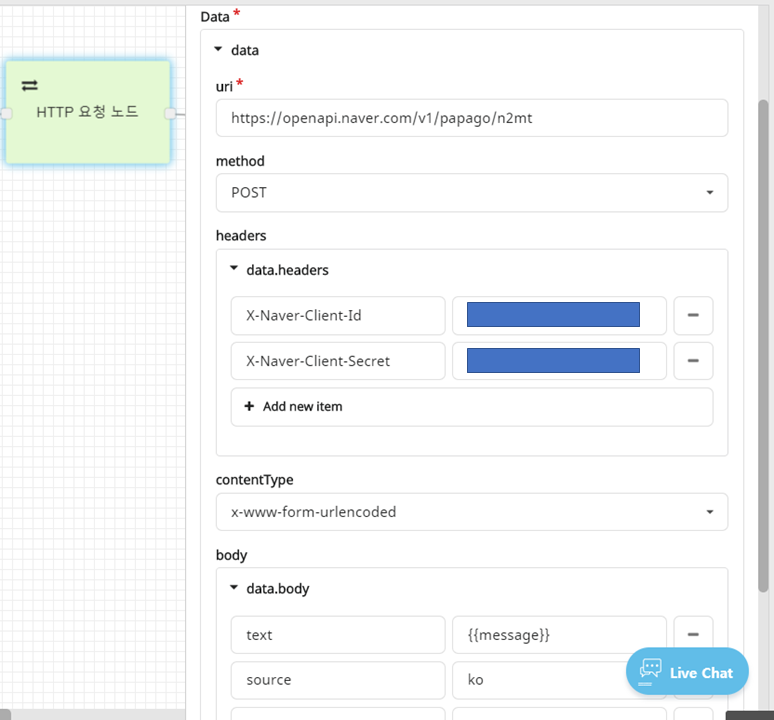 Data *
data
uri *
https://openapi.naver.com/v1/papago/n2mt
method
POST
headers
data.headers
X-Naver-Client-Id
X-Naver-Client-Secret
Add new item
contentType
x-www-form-urlencoded
body
data.body
text {{message}}
source ko
HTTP 요청 노드
Live Chat